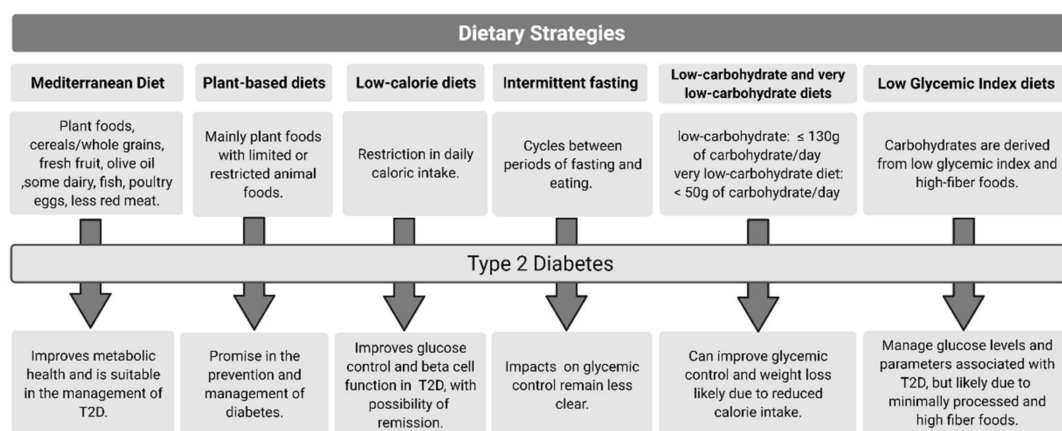 Dietary Strategies
Mediterranean Diet
Plant-based diets
Low-calorie diets
Intermittent fasting
Low-carbohydrate and very
low-carbohydrate diets
Low Glycemic Index diets
Plant foods,
cereals/whole grains,
fresh fruit, olive oil
,some dairy, fish, poultry
eggs, less red meat.
Mainly plant foods
with limited or
restricted animal
foods.
Restriction in daily
caloric intake.
Cycles between
periods of fasting and
eating.
low-carbohydrate: ≤ 130g
of carbohydrate/day
very low-carbohydrate diet:
< 50g of carbohydrate/day
Carbohydrates are derived
from low glycemic index and
high-fiber foods.
Type 2 Diabetes
Improves metabolic
health and is suitable
in the management of
T2D.
Promise in the
prevention and
management of
diabetes.
Improves glucose
control and beta cell
function in T2D, with
possibility of
remission.
Impacts on glycemic
control remain less
clear.
Can improve glycemic
control and weight loss
likely due to reduced
calorie intake.
Manage glucose levels and
parameters associated with
T2D, but likely due to
minimally processed and
high fiber foods.